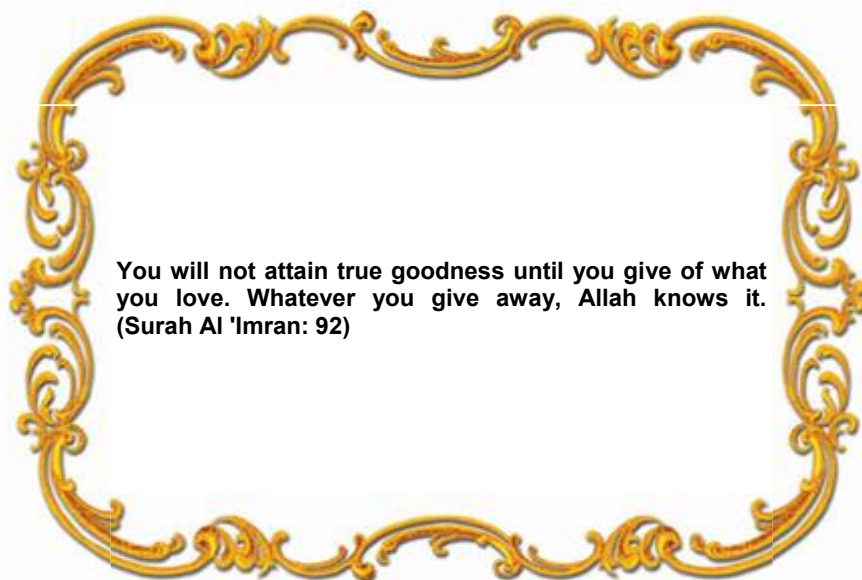 You will not attain true goodness until you give of what
you love. Whatever you give away, Allah knows it.
(Surah Al 'Imran: 92)